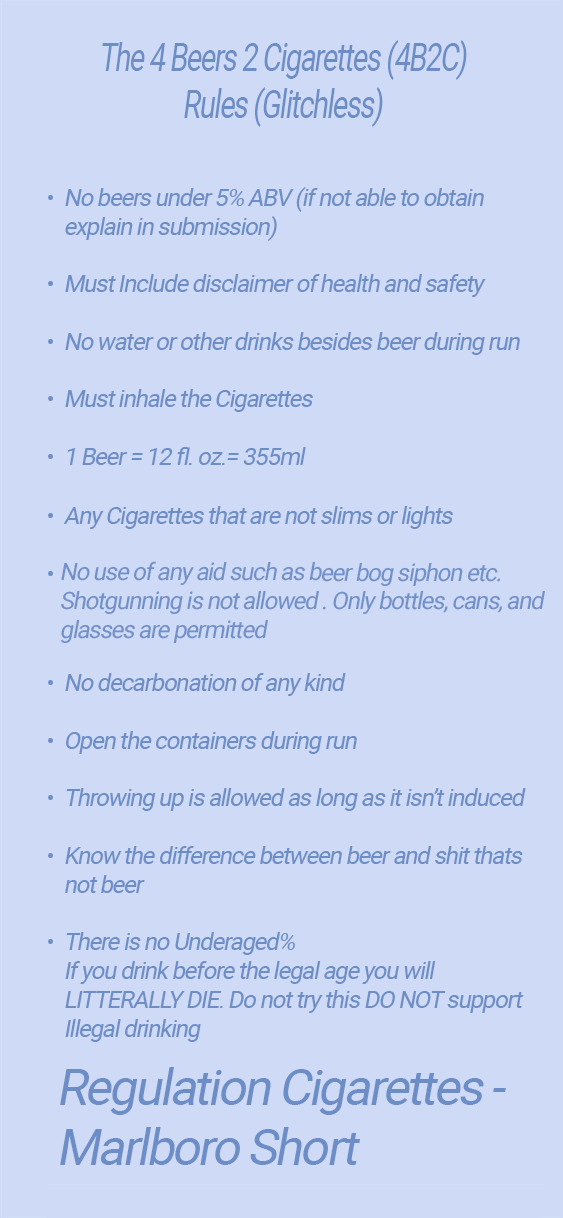 The 4 Beers 2 Cigarettes (4B2C)
Rules (Glitchless)
• No beers under 5% ABV (if not able to obtain
explain in submission)
• Must Include disclaimer of health and safety
• No water or other drinks besides beer during run
• Must inhale the Cigarettes
• 1 Beer = 12 fl. oz.= 355ml
• Any Cigarettes that are not slims or lights
• No use of any aid such as beer bog siphon etc.
Shotgunning is not allowed . Only bottles, cans, and
glasses are permitted
• No decarbonation of any kind
• Open the containers during run
• Throwing up is allowed as long as it isn't induced
• Know the difference between beer and shit thats
not beer
• There is no Underaged%
If you drink before the legal age you will
LITTERALLY DIE. Do not try this DO NOT support
Illegal drinking
Regulation Cigarettes -
Marlboro Short